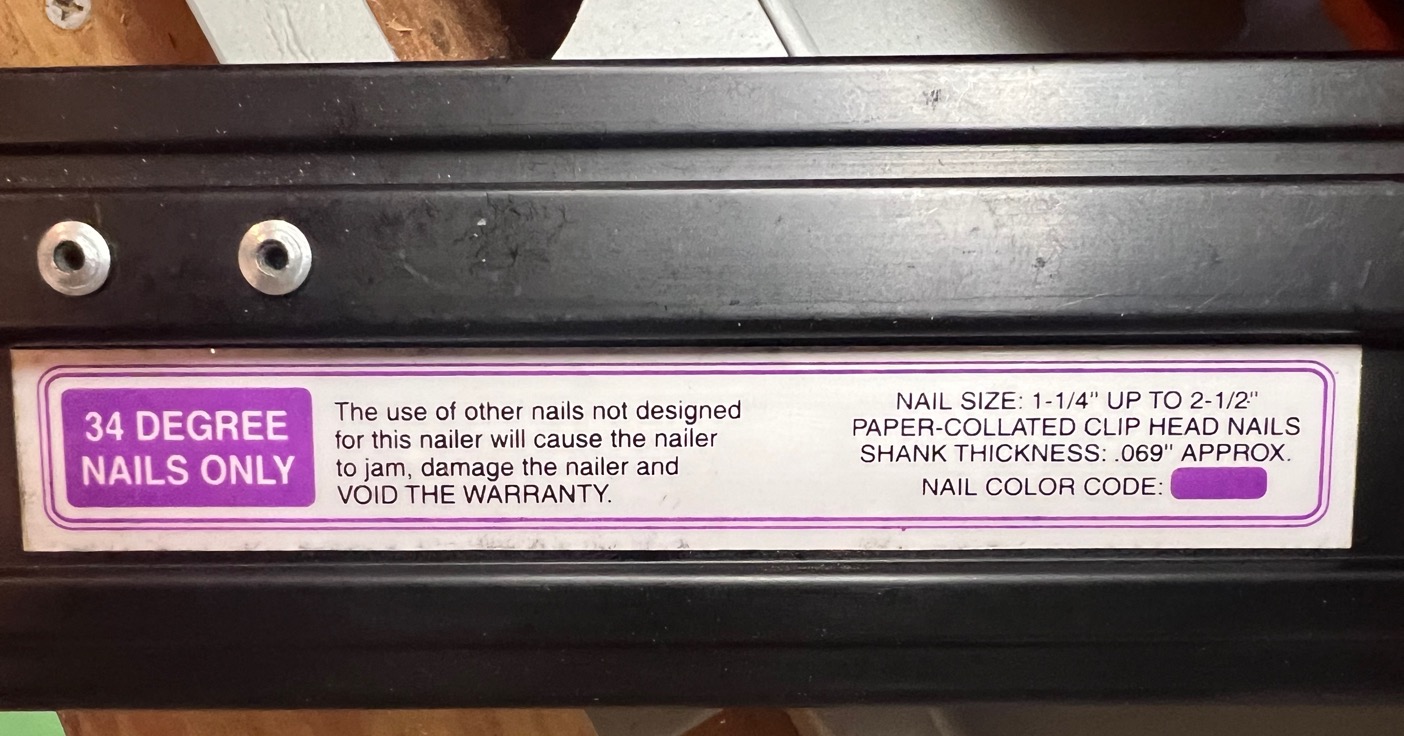 34 DEGREE
NAILS ONLY
The use of other nails not designed
for this nailer will cause the nailer
to jam, damage the nailer and
VOID THE WARRANTY.
NAIL SIZE: 1-1/4" UP TO 2-1/2"
PAPER-COLLATED CLIP HEAD NAILS
SHANK THICKNESS: .069" APPROX.
NAIL COLOR CODE: